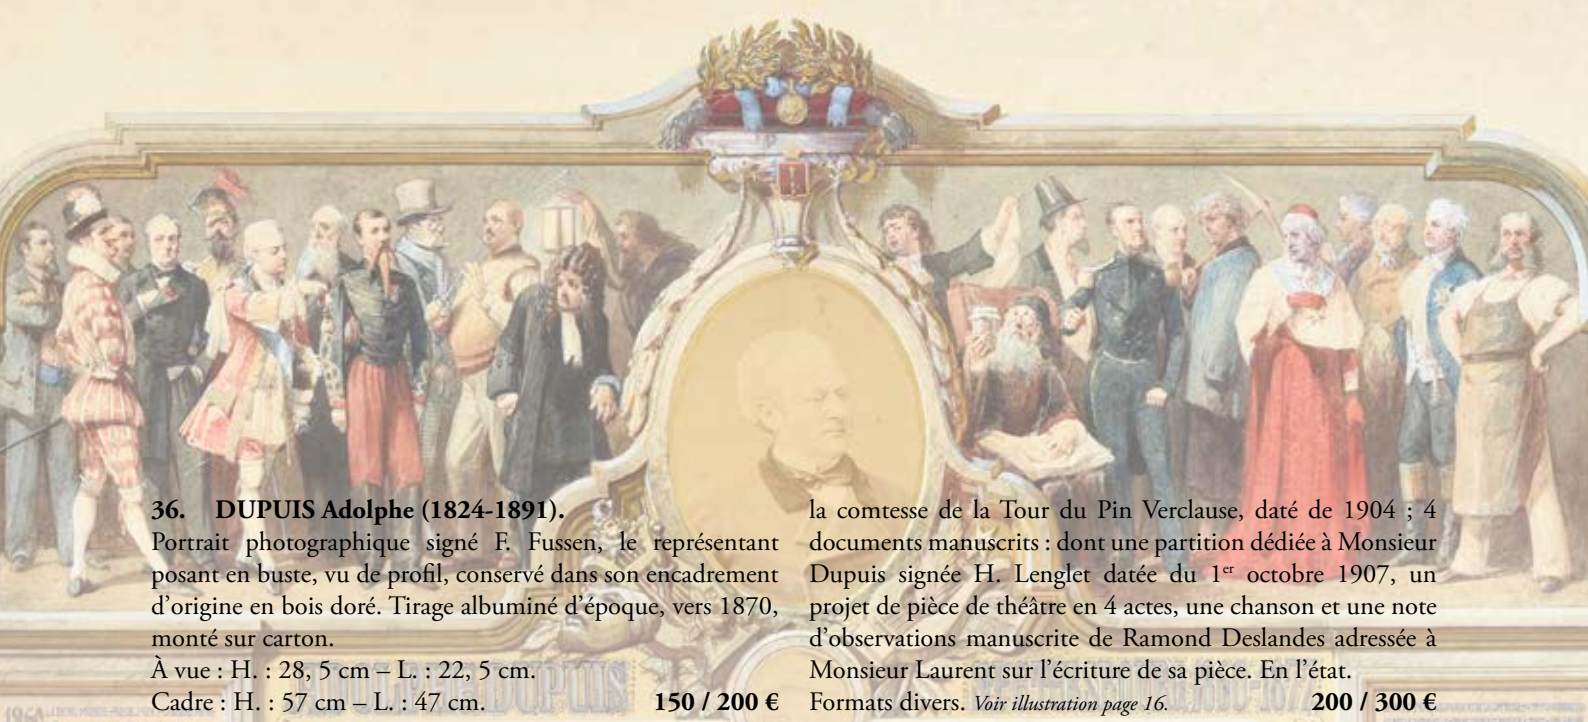 36. DUPUIS Adolphe (1824-1891).
Portrait photographique signé F. Fussen, le représentant
posant en buste, vu de profil, conservé dans son encadrement
d'origine en bois doré. Tirage albuminé d'époque, vers 1870,
monté sur carton.
À vue : H. : 28, 5 cm – L. : 22, 5 cm.
Cadre : H. : 57 cm – L. : 47 cm. 150 / 200 €
la comtesse de la Tour du Pin Verclause, daté de 1904 ; 4
documents manuscrits : dont une partition dédiée à Monsieur
Dupuis signée H. Lenglet datée du 1er octobre 1907, un
projet de pièce de théâtre en 4 actes, une chanson et une note
d'observations manuscrite de Ramond Deslandes adressée à
Monsieur Laurent sur l'écriture de sa pièce. En l'état.
Formats divers. Voir illustration page 16. 200 / 300 €
DUPUIS